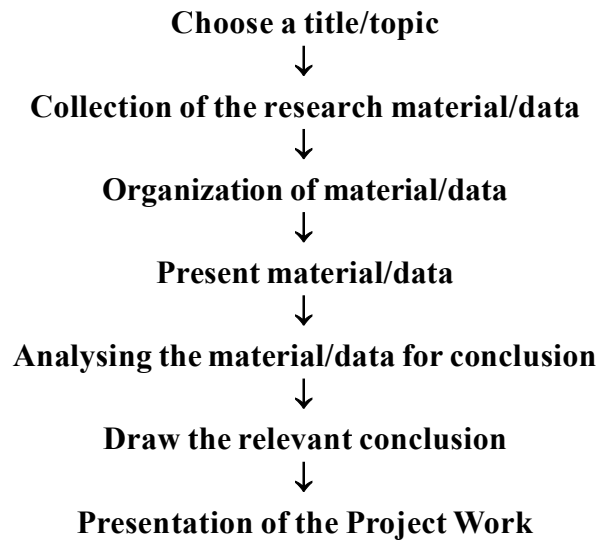 Choose a title/topic
↓
Collection of the research material/data
↓
Organization of material/data
↓
Present material/data
↓
Analysing the material/data for conclusion
↓
Draw the relevant conclusion
↓
Presentation of the Project Work